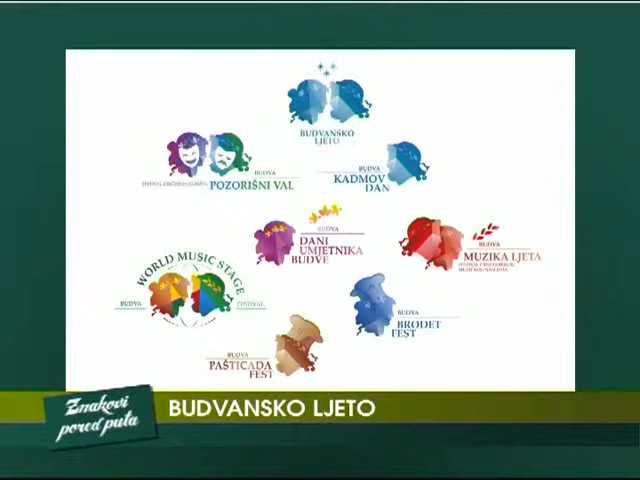 BUDVANSKO
LJETO
BUDVA
POZORIŠNI VAL
BUDVA
KADMOV
DAN
BUDVA
DANI
UMJETNIKA
BUDVE
BUDVA
MUZIKA LJETA
WORLD MUSIC STAGE
BUDVA
FESTIVAL
BUDVA
BRODET
FEST
BUDVA
PAŠTICADA
FEST
Znakovi
pored puta
BUDVANSKO LJETO